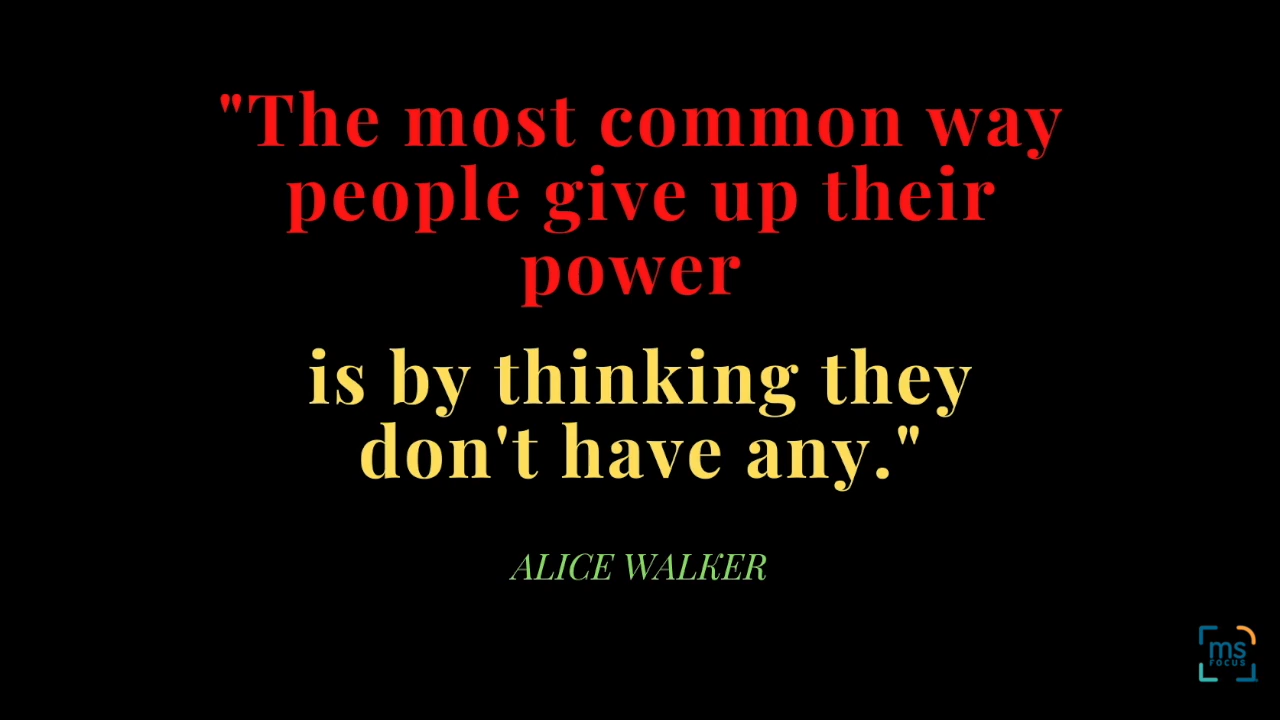 "The most common way
people give up their
power
is by thinking they
don't have any."
ALICE WALKER
ms
FOCUS